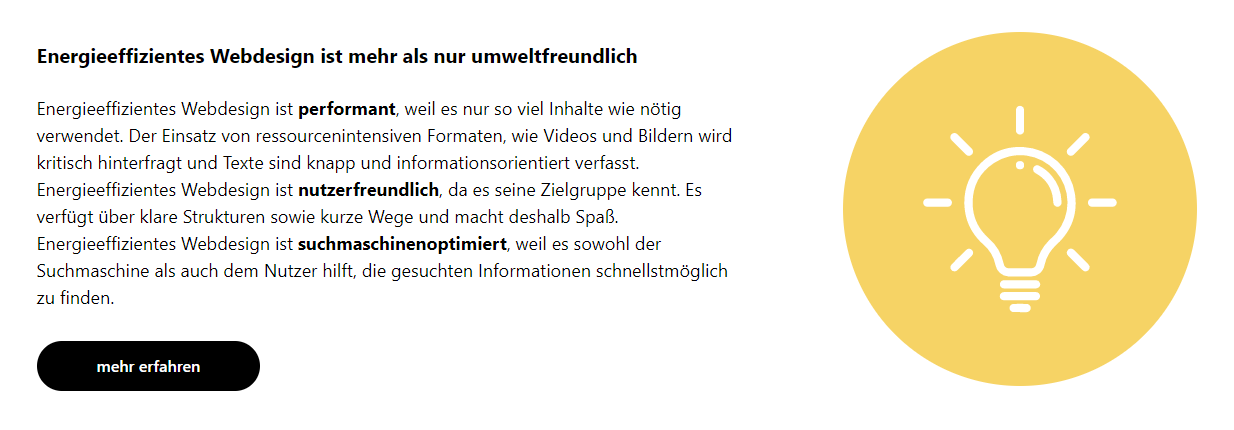 Energieeffizientes Webdesign ist mehr als nur umweltfreundlich
Energieeffizientes Webdesign ist performant, weil es nur so viel Inhalte wie nötig
verwendet. Der Einsatz von ressourcenintensiven Formaten, wie Videos und Bildern wird
kritisch hinterfragt und Texte sind knapp und informationsorientiert verfasst.
Energieeffizientes Webdesign ist nutzerfreundlich, da es seine Zielgruppe kennt. Es
verfügt über klare Strukturen sowie kurze Wege und macht deshalb Spaß.
Energieeffizientes Webdesign ist suchmaschinenoptimiert, weil es sowohl der
Suchmaschine als auch dem Nutzer hilft, die gesuchten Informationen schnellstmöglich
zu finden.
mehr erfahren